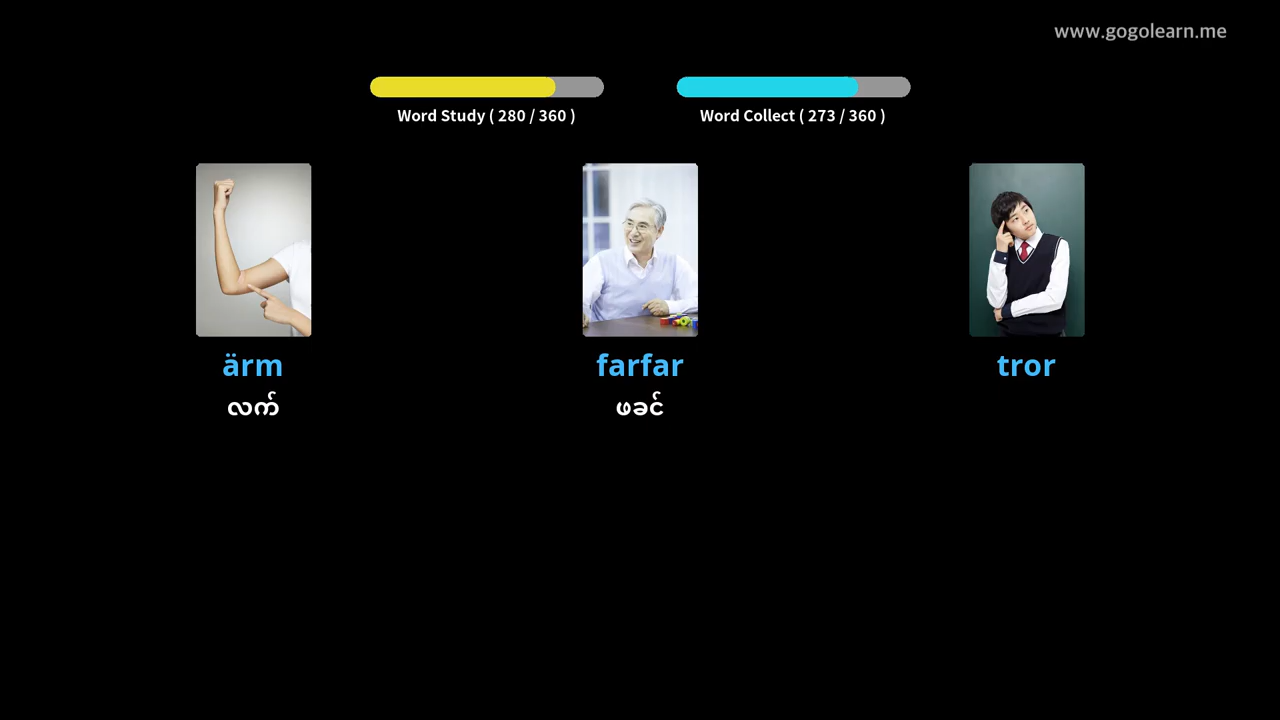 www.gogolearn.me
Word Study ( 280 / 360 )
Word Collect ( 273 / 360 )
ärm
farfar
tror
လက်
ဖခင်